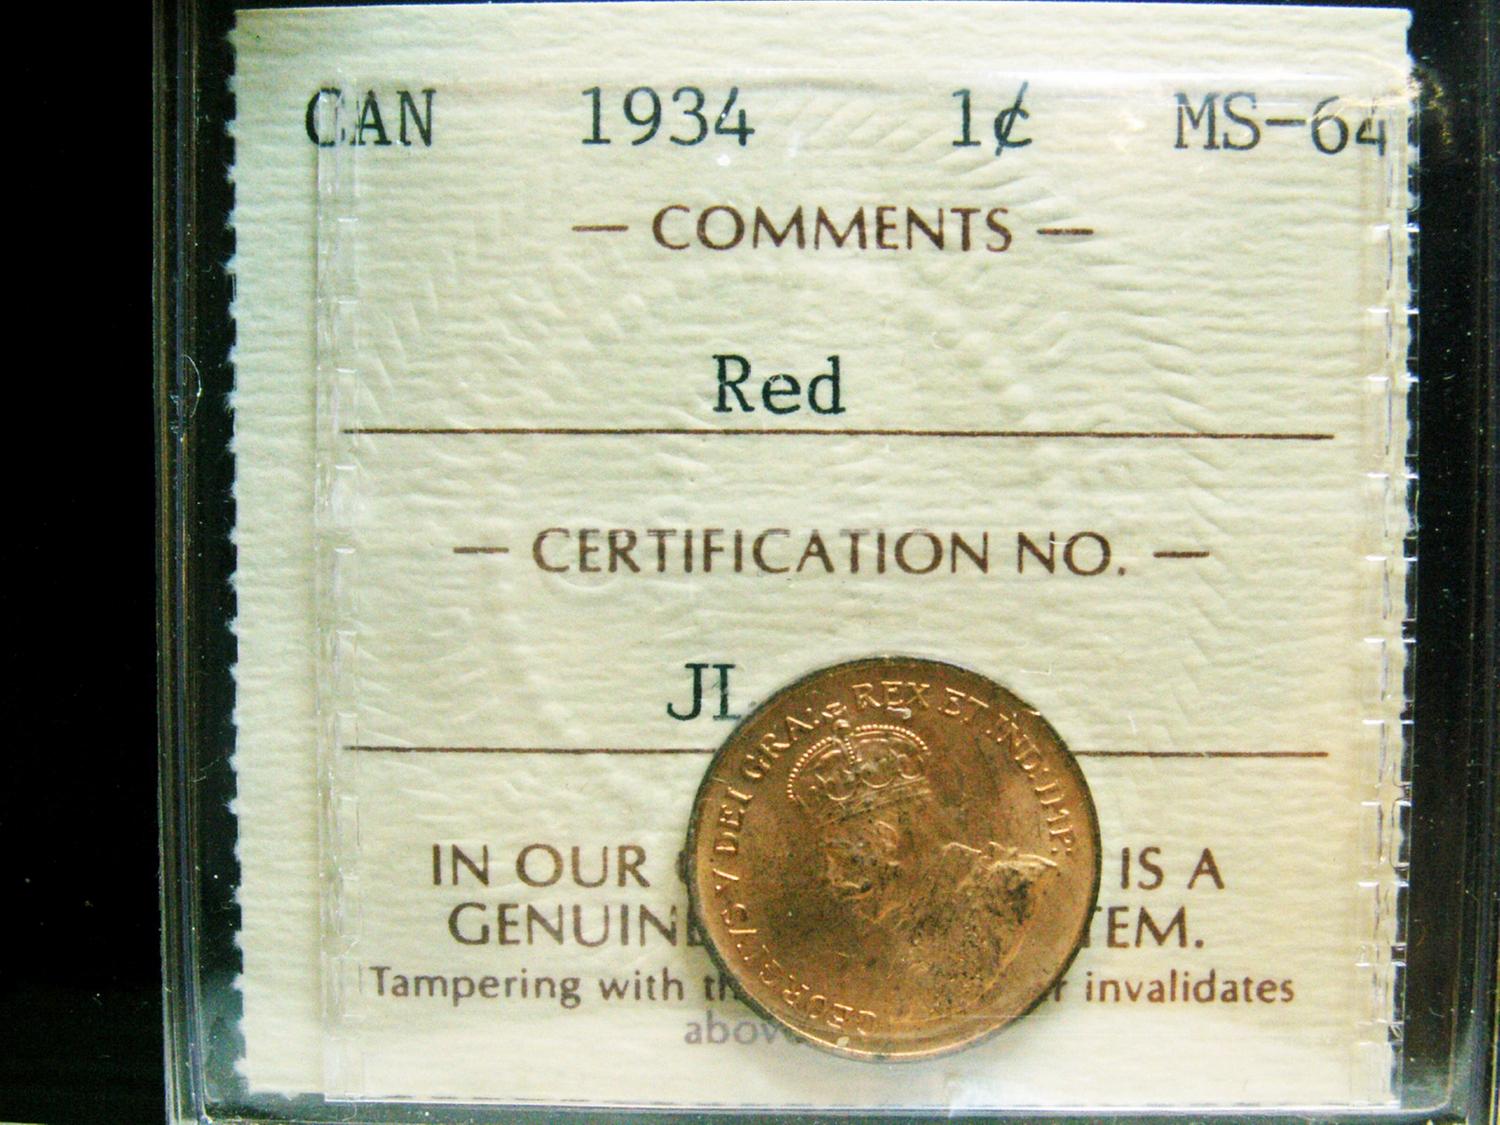 CAN 1934 1¢ MS-64
— COMMENTS —
Red
— CERTIFICATION NO. —
JL
GEORGIVS V DEI GRA: REX ET IND:IMP:
IN OUR IS A
GENUINE TEM.
Tampering with invalidates
above